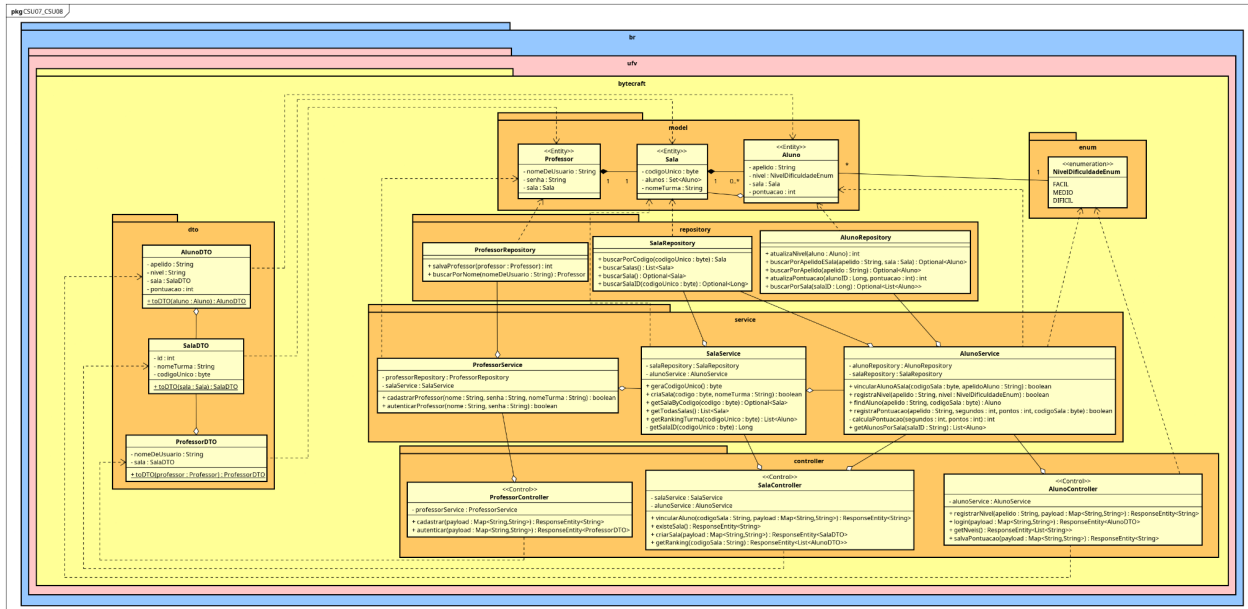 pkg CSU07_CSU08
br
ufv
bytecraft
model
<<Entity>>
Professor
- nomeDeUsuario : String
- senha : String
- sala : Sala
1
1
<<Entity>>
Sala
- codigoUnico : byte
- alunos : Set<Aluno>
- nomeTurma : String
1
0..*
<<Entity>>
Aluno
- apelido : String
- nivel : NivelDificuldadeEnum
- sala : Sala
- pontuacao : int
*
1
enum
<<enumeration>>
NivelDificuldadeEnum
FACIL
MEDIO
DIFICIL
dto
AlunoDTO
- apelido : String
- nivel : String
- sala : SalaDTO
- pontuacao : int
+ toDTO(aluno : Aluno) : AlunoDTO
SalaDTO
- id : int
- nomeTurma : String
- codigoUnico : byte
+ toDTO(sala : Sala) : SalaDTO
ProfessorDTO
- nomeDeUsuario : String
- sala : SalaDTO
+ toDTO(professor : Professor) : ProfessorDTO
repository
ProfessorRepository
+ salvaProfessor(professor : Professor) : int
+ buscarPorNome(nomeDeUsuario : String) : Professor
SalaRepository
+ buscarPorCodigo(codigoUnico : byte) : Sala
+ buscarSalas() : List<Sala>
+ buscarSala() : Optional<Sala>
+ buscarSalaID(codigoUnico : byte) : Optional<Long>
AlunoRepository
+ atualizaNivel(aluno : Aluno) : int
+ buscarPorApelidoESala(apelido : String, sala : Sala) : Optional<Aluno>
+ buscarPorApelido(apelido : String) : Optional<Aluno>
+ atualizaPontuacao(alunoID : Long, pontuacao : int) : int
+ buscarPorSala(salaID : Long) : Optional<List<Aluno>>
service
ProfessorService
- professorRepository : ProfessorRepository
- salaService : SalaService
+ cadastrarProfessor(nome : String, senha : String, nomeTurma : String) : boolean
+ autenticarProfessor(nome : String, senha : String) : boolean
SalaService
- salaRepository : SalaRepository
- alunoService : AlunoService
+ geraCodigoUnico() : byte
+ criaSala(codigo : byte, nomeTurma : String) : boolean
+ getSalaByCodigo(codigo : byte) : Optional<Sala>
+ getTodasSalas() : List<Sala>
+ getRankingTurma(codigoUnico : byte) : List<Aluno>
- getSalaID(codigoUnico : byte) : Long
AlunoService
- alunoRepository : AlunoRepository
- salaRepository : SalaRepository
+ vincularAlunoASala(codigoSala : byte, apelidoAluno : String) : boolean
+ registraNivel(apelido : String, nivel : NivelDificuldadeEnum) : boolean
+ findAluno(apelido : String, codigoSala : byte) : Aluno
+ registraPontuacao(apelido : String, segundos : int, pontos : int, codigoSala : byte) : boolean
- calculaPontuacao(segundos : int, pontos : int) : int
+ getAlunosPorSala(salaID : String) : List<Aluno>
controller
<<Control>>
ProfessorController
- professorService : ProfessorService
+ cadastrar(payload : Map<String,String>) : ResponseEntity<String>
+ autenticar(payload : Map<String,String>) : ResponseEntity<ProfessorDTO>
<<Control>>
SalaController
- salaService : SalaService
- alunoService : AlunoService
+ vincularAluno(codigoSala : String, payload : Map<String,String>) : ResponseEntity<String>
+ existeSala() : ResponseEntity<String>
+ criarSala(payload : Map<String,String>) : ResponseEntity<SalaDTO>
+ getRanking(codigoSala : String) : ResponseEntity<List<AlunoDTO>>
<<Control>>
AlunoController
- alunoService : AlunoService
+ registrarNivel(apelido : String, payload : Map<String,String>) : ResponseEntity<String>
+ login(payload : Map<String,String>) : ResponseEntity<AlunoDTO>
+ getNiveis() : ResponseEntity<List<String>>
+ salvaPontuacao(payload : Map<String,String>) : ResponseEntity<String>